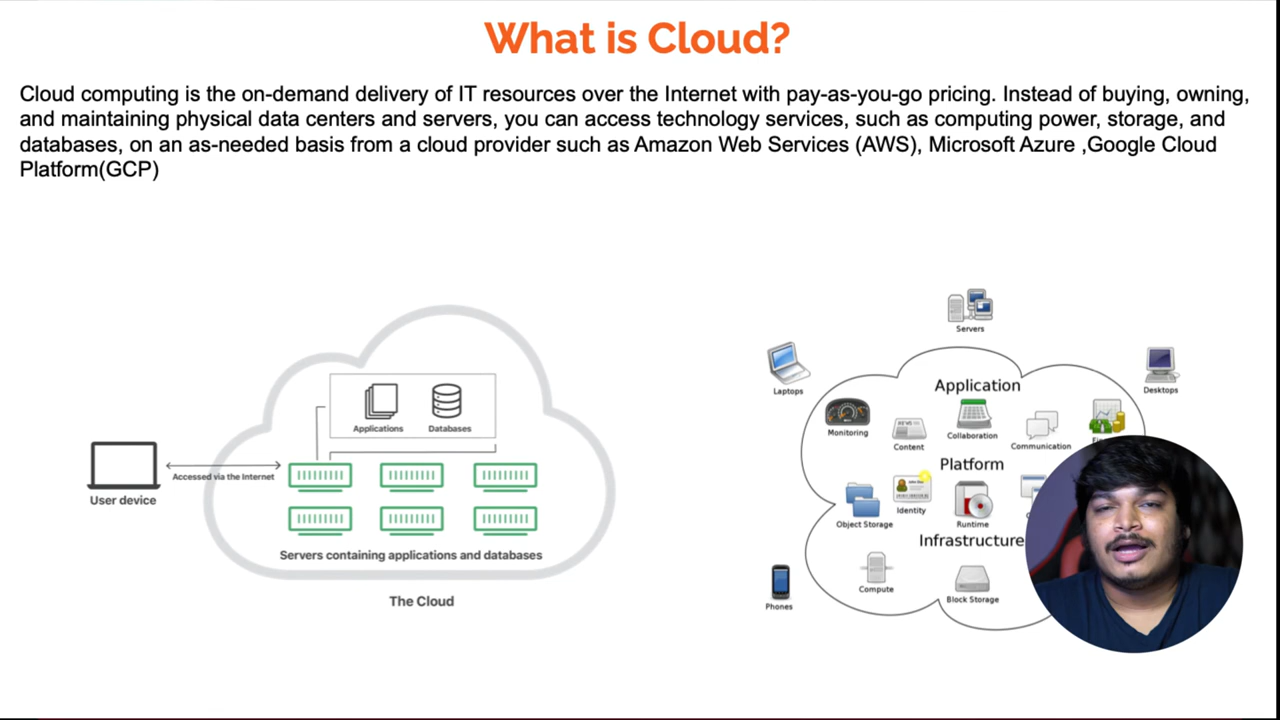 What is Cloud?
Cloud computing is the on-demand delivery of IT resources over the Internet with pay-as-you-go pricing. Instead of buying, owning,
and maintaining physical data centers and servers, you can access technology services, such as computing power, storage, and
databases, on an as-needed basis from a cloud provider such as Amazon Web Services (AWS), Microsoft Azure ,Google Cloud
Platform(GCP)
Applications
Databases
Accessed via the Internet
User device
Servers containing applications and databases
The Cloud
Servers
Laptops
Desktops
Application
Monitoring
Content
Collaboration
Communication
Platform
Object Storage
Identity
Runtime
Infrastructure
Compute
Block Storage
Phones